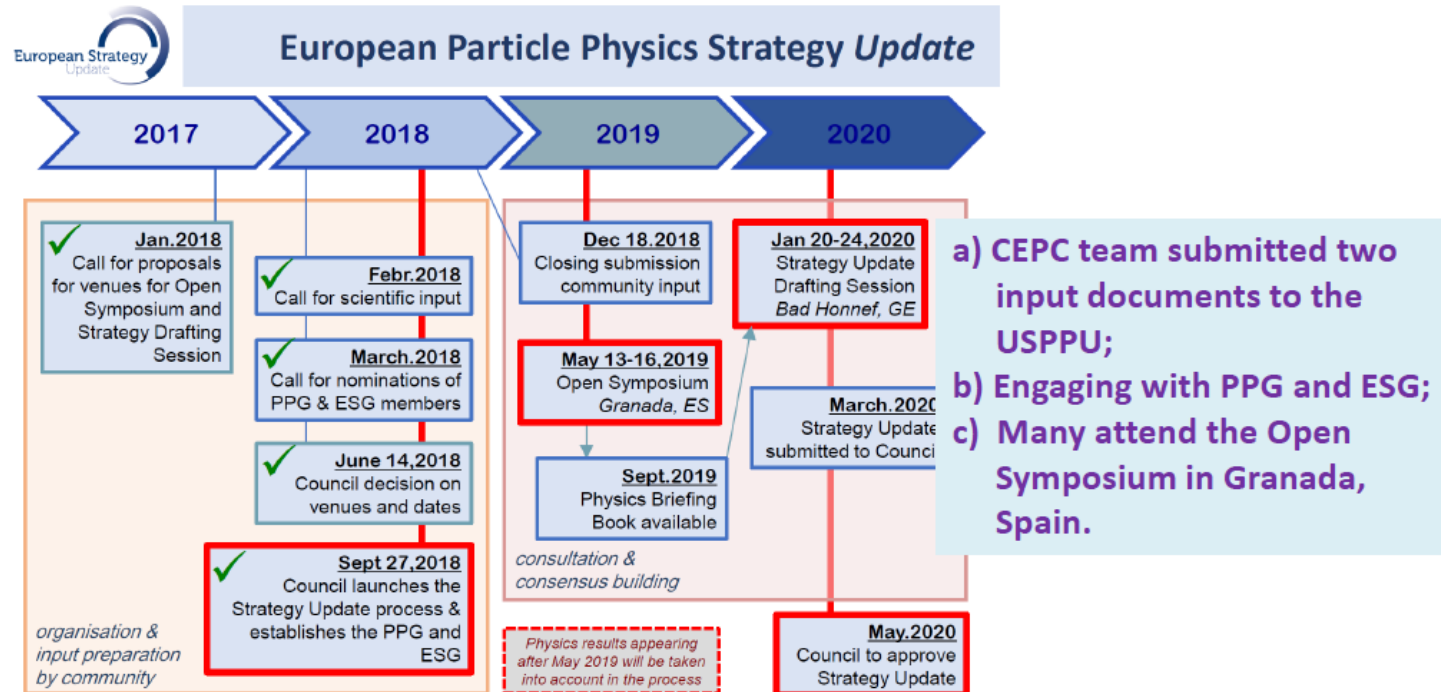 European Strategy
Update
European Particle Physics Strategy Update
2017
2018
2019
2020
Jan.2018
Call for proposals
for venues for Open
Symposium and
Strategy Drafting
Session
Febr.2018
Call for scientific input
March.2018
Call for nominations of
PPG & ESG members
June 14,2018
Council decision on
venues and dates
Sept 27,2018
Council launches the
Strategy Update process &
establishes the PPG and
ESG
organisation &
input preparation
by community
Dec 18.2018
Closing submission
community input
May 13-16,2019
Open Symposium
Granada, ES
Sept.2019
Physics Briefing
Book available
consultation &
consensus building
Physics results appearing
after May 2019 will be taken
into account in the process
Jan 20-24,2020
Strategy Update
Drafting Session
Bad Honnef, GE
March.2020
Strategy Update
submitted to Counci
May.2020
Council to approve
Strategy Update
a) CEPC team submitted two
input documents to the
USPPU;
b) Engaging with PPG and ESG;
c) Many attend the Open
Symposium in Granada,
Spain.